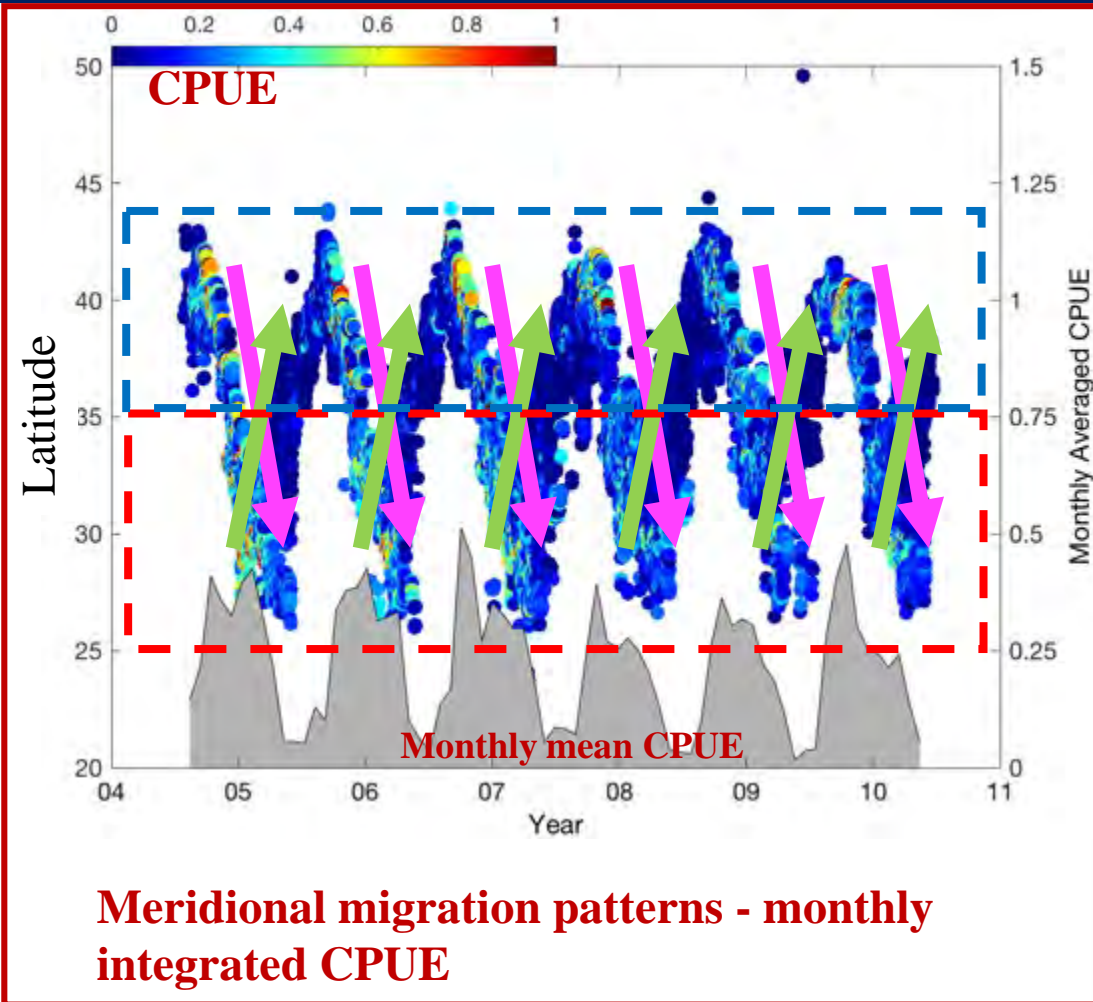 0 0.2 0.4 0.6 0.8 1
CPUE
50 1.5
45 1.25
40 1
35 0.75
30 0.5
25 0.25
20 0
Latitude
Monthly Averaged CPUE
Monthly mean CPUE
04 05 06 07 08 09 10 11
Year
Meridional migration patterns - monthly
integrated CPUE